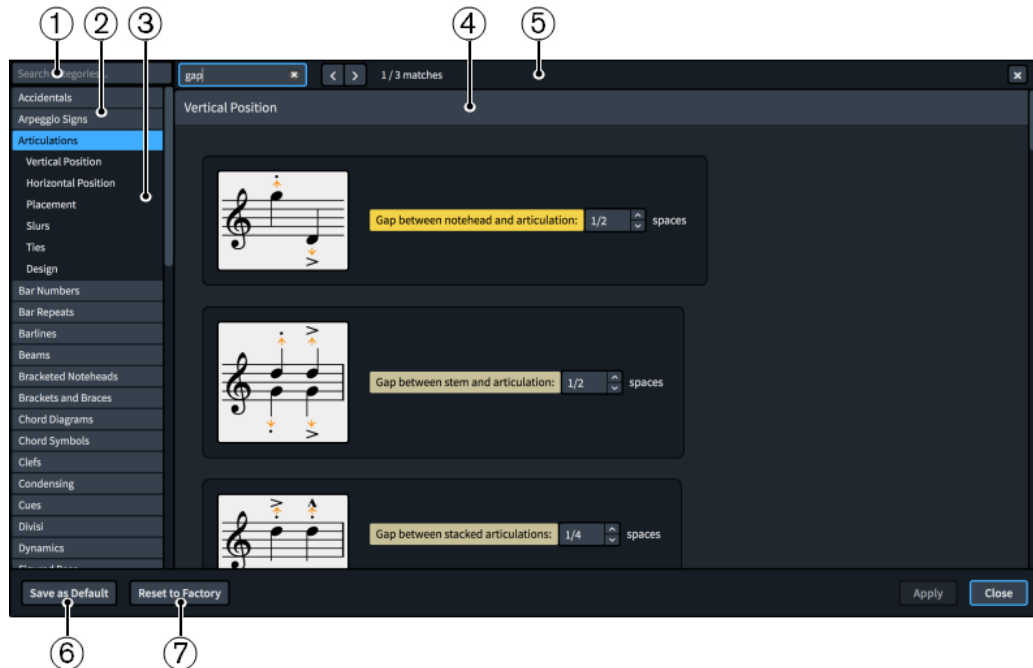 ① ② ③ ④ ⑤
Search categories...
gap
1 / 3 matches
Accidentals
Arpeggio Signs
Articulations
Vertical Position
Horizontal Position
Placement
Slurs
Ties
Design
Bar Numbers
Bar Repeats
Barlines
Beams
Bracketed Noteheads
Brackets and Braces
Chord Diagrams
Chord Symbols
Clefs
Condensing
Cues
Divisi
Dynamics
Vertical Position
Gap between notehead and articulation: 1/2 spaces
Gap between stem and articulation: 1/2 spaces
Gap between stacked articulations: 1/4 spaces
Save as Default Reset to Factory Apply Close
⑥ ⑦